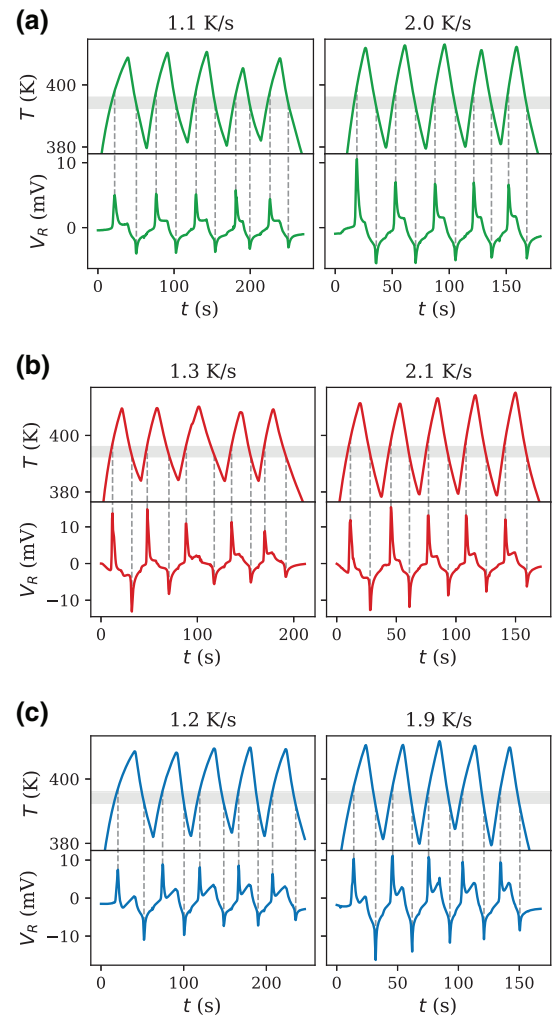 (a)
1.1 K/s 2.0 K/s
T (K)
400
380
V_R (mV)
10
0
0 100 200 0 50 100 150
t (s) t (s)
(b)
1.3 K/s 2.1 K/s
T (K)
400
380
V_R (mV)
10
0
−10
0 100 200 0 50 100 150
t (s) t (s)
(c)
1.2 K/s 1.9 K/s
T (K)
400
380
V_R (mV)
10
0
−10
0 100 200 0 50 100 150
t (s) t (s)